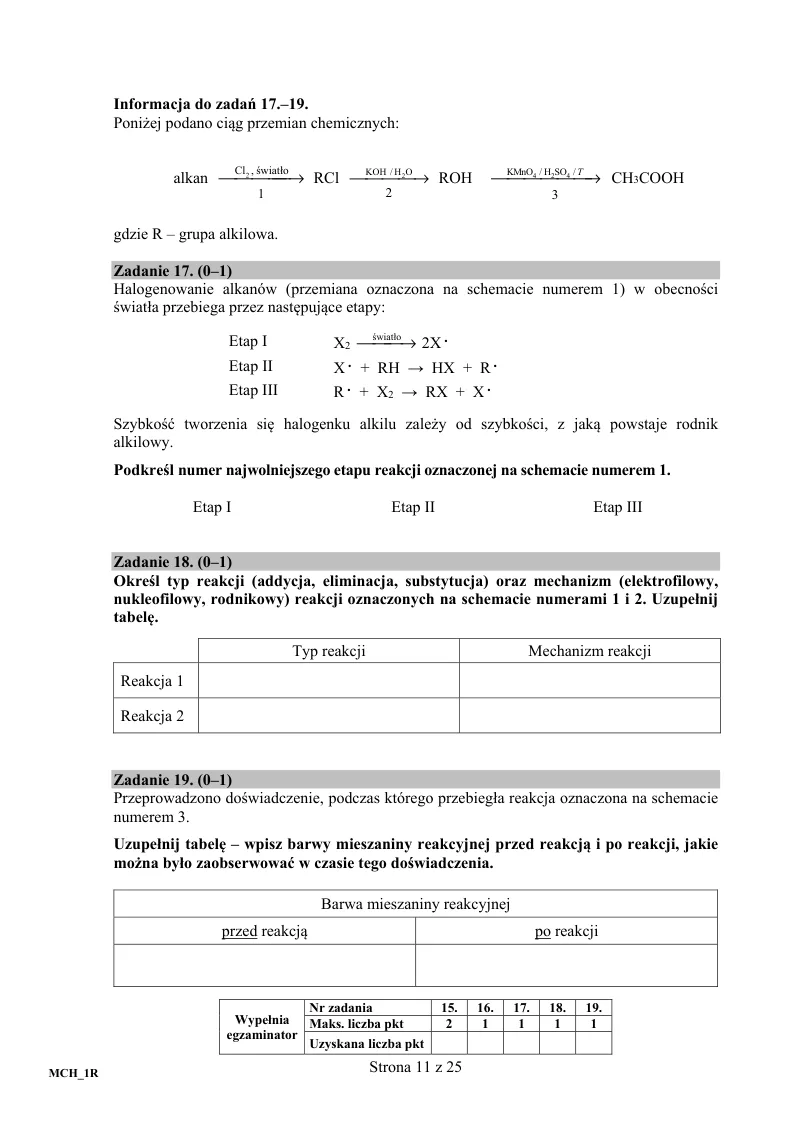 Informacja do zadań 17.–19.
Poniżej podano ciąg przemian chemicznych:
alkan Cl2, światło → 1 RCl KOH / H2O → 2 ROH KMnO4 / H2SO4 / T → 3 CH3COOH
gdzie R – grupa alkilowa.
Zadanie 17. (0–1)
Halogenowanie alkanów (przemiana oznaczona na schemacie numerem 1) w obecności
światła przebiega przez następujące etapy:
Etap I X2 światło → 2X·
Etap II X· + RH → HX + R·
Etap III R· + X2 → RX + X·
Szybkość tworzenia się halogenku alkilu zależy od szybkości, z jaką powstaje rodnik
alkilowy.
Podkreśl numer najwolniejszego etapu reakcji oznaczonej na schemacie numerem 1.
Etap I Etap II Etap III
Zadanie 18. (0–1)
Określ typ reakcji (addycja, eliminacja, substytucja) oraz mechanizm (elektrofilowy,
nukleofilowy, rodnikowy) reakcji oznaczonych na schemacie numerami 1 i 2. Uzupełnij
tabelę.
Typ reakcji Mechanizm reakcji
Reakcja 1
Reakcja 2
Zadanie 19. (0–1)
Przeprowadzono doświadczenie, podczas którego przebiegła reakcja oznaczona na schemacie
numerem 3.
Uzupełnij tabelę – wpisz barwy mieszaniny reakcyjnej przed reakcją i po reakcji, jakie
można było zaobserwować w czasie tego doświadczenia.
Barwa mieszaniny reakcyjnej
przed reakcją po reakcji
Wypełnia egzaminator
Nr zadania 15. 16. 17. 18. 19.
Maks. liczba pkt 2 1 1 1 1
Uzyskana liczba pkt
Strona 11 z 25
MCH_1R